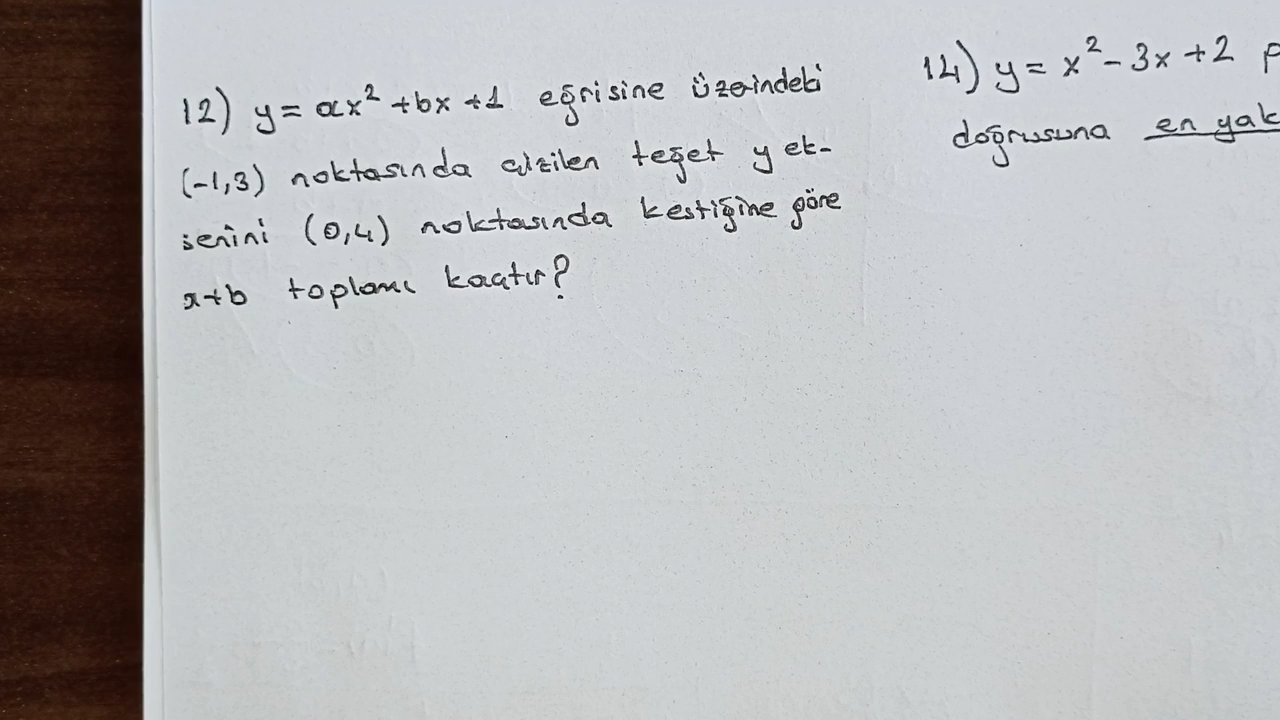 12) y = ax² + bx + 1 eğrisine üzerindeki
(-1,3) noktasında çizilen teğet y ek-
senini (0,4) noktasında kestiğine göre
a+b toplamı kaçtır?
14) y = x² - 3x + 2 p
doğrusuna en yak